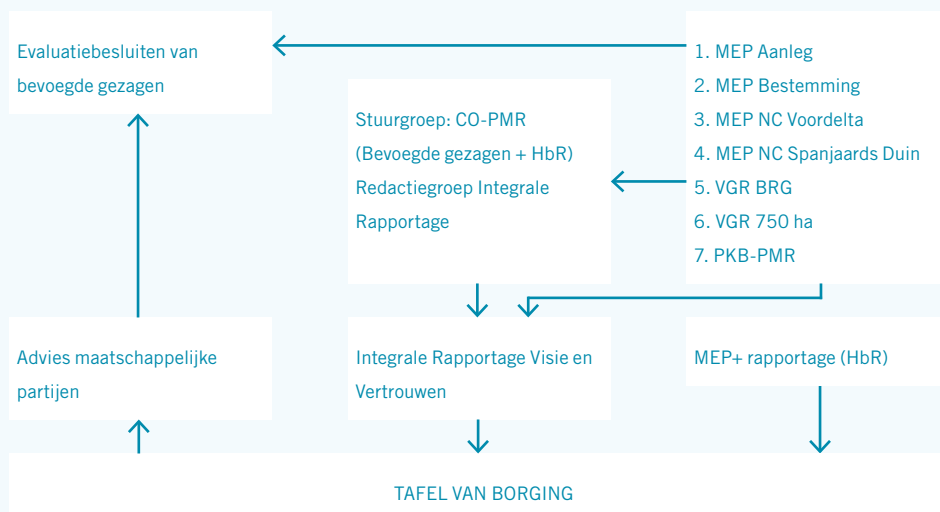 Evaluatiebesluiten van
bevoegde gezagen
Stuurgroep: CO-PMR
(Bevoegde gezagen + HbR)
Redactiegroep Integrale
Rapportage
1. MEP Aanleg
2. MEP Bestemming
3. MEP NC Voordelta
4. MEP NC Spanjaards Duin
5. VGR BRG
6. VGR 750 ha
7. PKB-PMR
Advies maatschappelijke
partijen
Integrale Rapportage Visie en
Vertrouwen
MEP+ rapportage (HbR)
TAFEL VAN BORGING